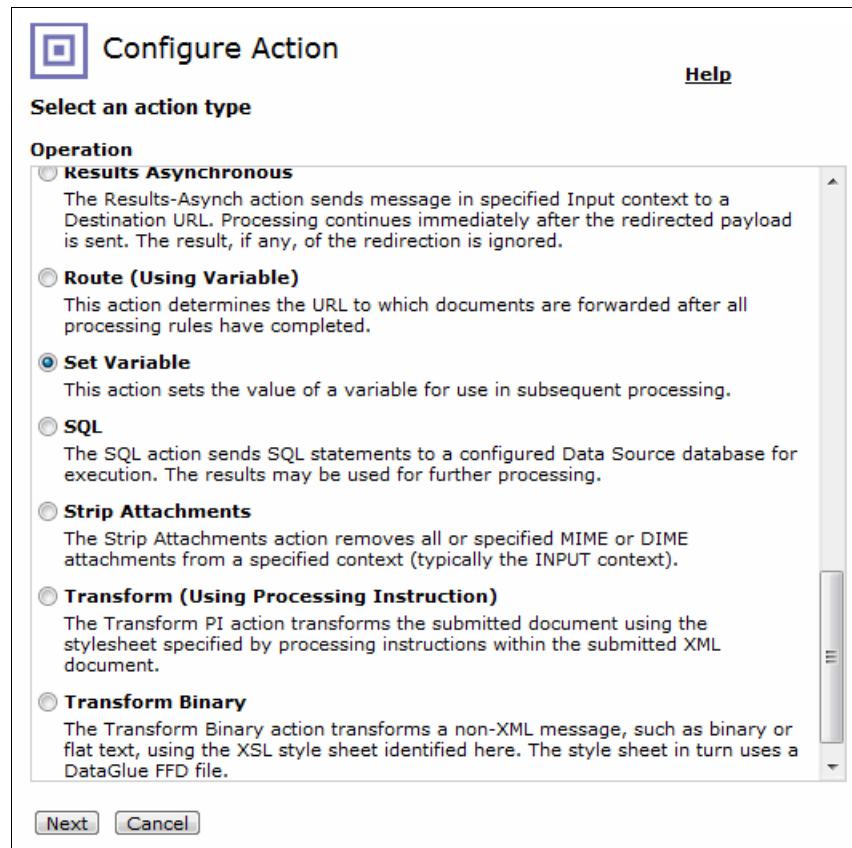 Configure Action
Help
Select an action type
Operation
Results Asynchronous
The Results-Asynch action sends message in specified Input context to a
Destination URL. Processing continues immediately after the redirected payload
is sent. The result, if any, of the redirection is ignored.
Route (Using Variable)
This action determines the URL to which documents are forwarded after all
processing rules have completed.
Set Variable
This action sets the value of a variable for use in subsequent processing.
SQL
The SQL action sends SQL statements to a configured Data Source database for
execution. The results may be used for further processing.
Strip Attachments
The Strip Attachments action removes all or specified MIME or DIME
attachments from a specified context (typically the INPUT context).
Transform (Using Processing Instruction)
The Transform PI action transforms the submitted document using the
stylesheet specified by processing instructions within the submitted XML
document.
Transform Binary
The Transform Binary action transforms a non-XML message, such as binary or
flat text, using the XSL style sheet identified here. The style sheet in turn uses a
DataGlue FFD file.
Next Cancel